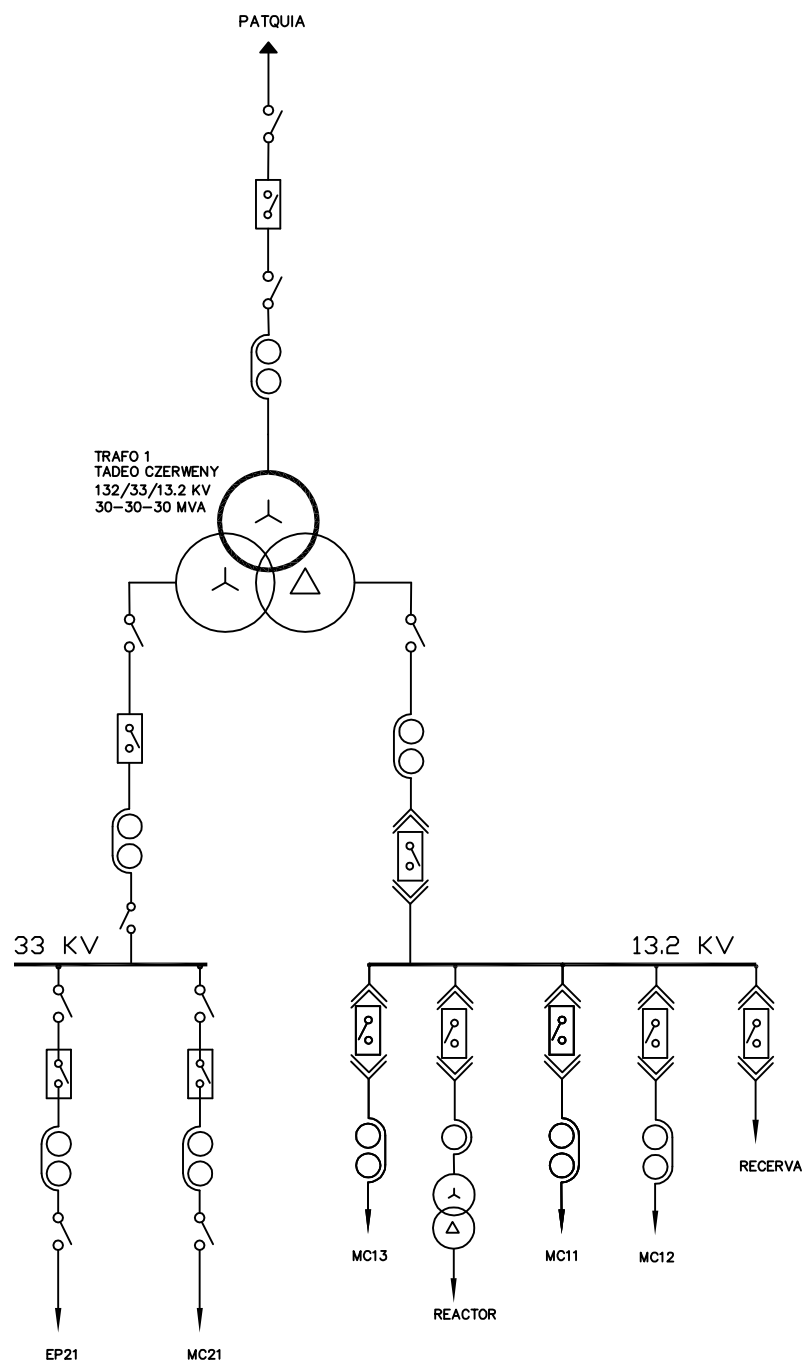 PATQUIA
TRAFO 1
TADEO CZERWENY
132/33/13.2 KV
30-30-30 MVA
33 KV
13.2 KV
RECERVA
MC13
MC11
MC12
REACTOR
EP21
MC21